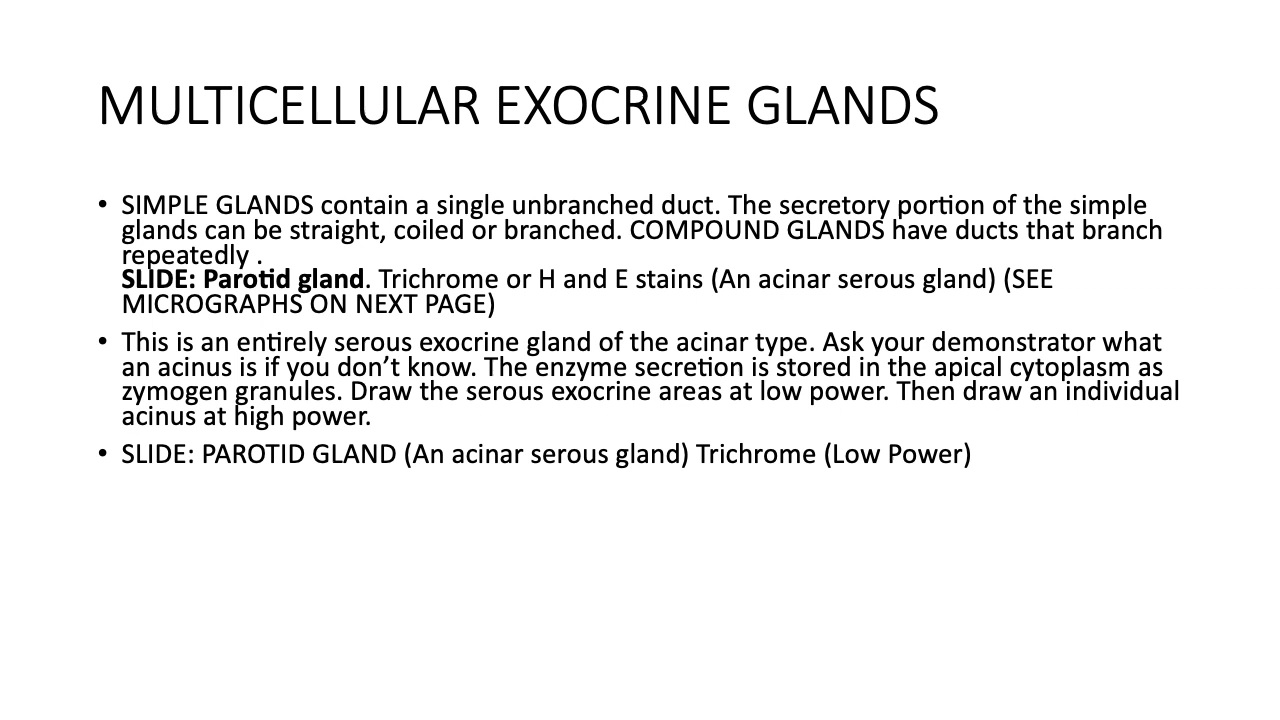 MULTICELLULAR EXOCRINE GLANDS
• SIMPLE GLANDS contain a single unbranched duct. The secretory portion of the simple
glands can be straight, coiled or branched. COMPOUND GLANDS have ducts that branch
repeatedly .
SLIDE: Parotid gland. Trichrome or H and E stains (An acinar serous gland) (SEE
MICROGRAPHS ON NEXT PAGE)
• This is an entirely serous exocrine gland of the acinar type. Ask your demonstrator what
an acinus is if you don’t know. The enzyme secretion is stored in the apical cytoplasm as
zymogen granules. Draw the serous exocrine areas at low power. Then draw an individual
acinus at high power.
• SLIDE: PAROTID GLAND (An acinar serous gland) Trichrome (Low Power)